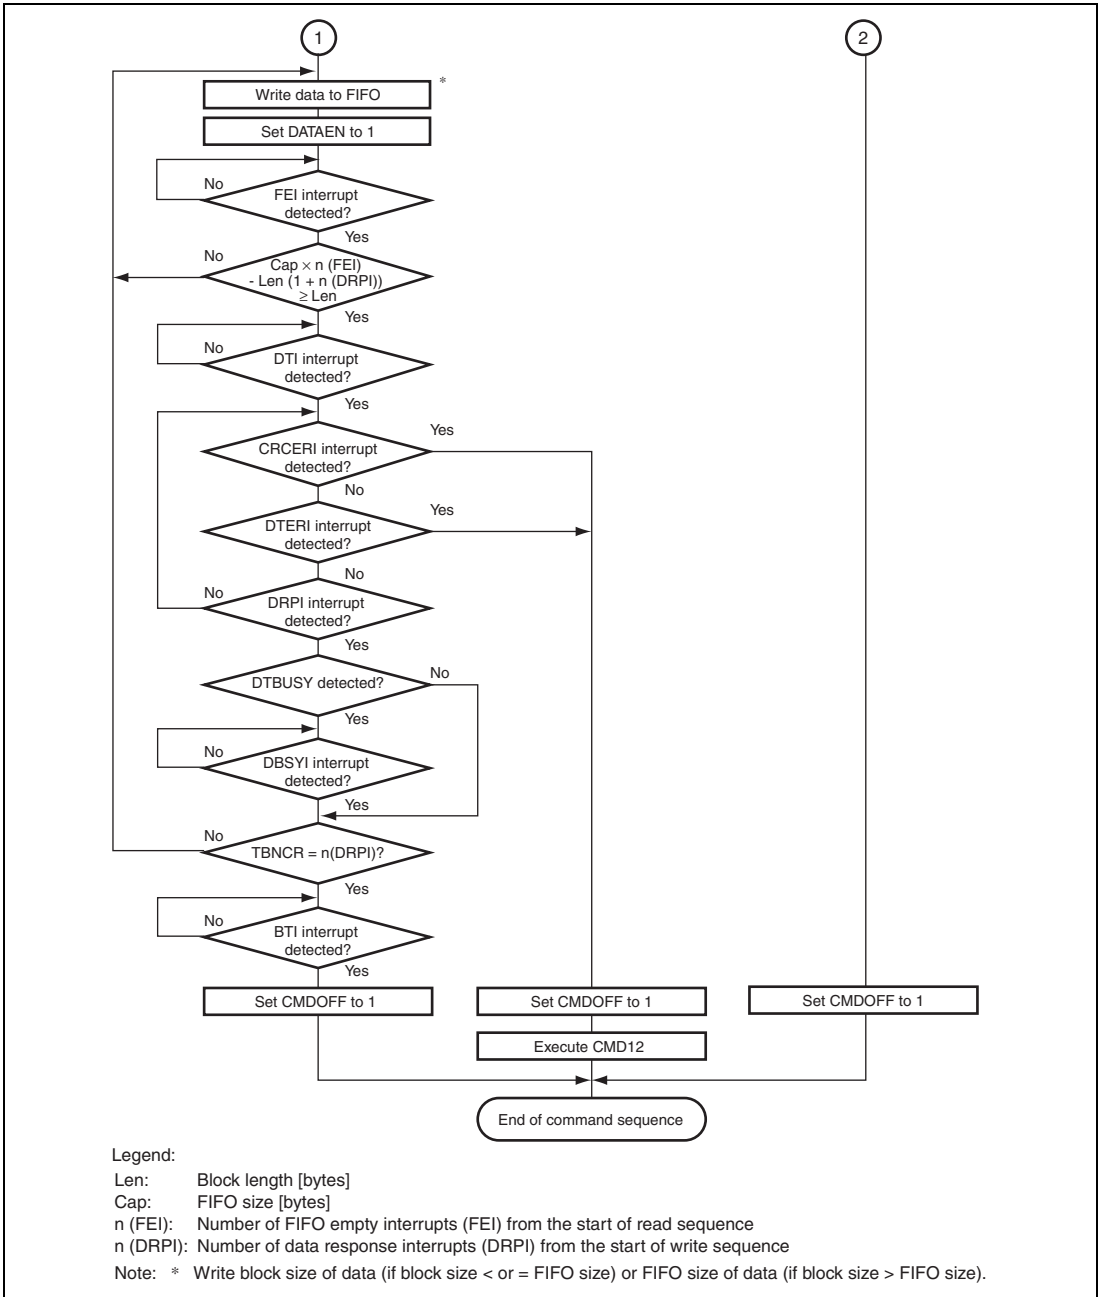 1
2
Write data to FIFO
*
Set DATAEN to 1
No
FEI interrupt
detected?
Yes
No
Cap × n (FEI)
- Len (1 + n (DRPI))
≥ Len
Yes
No
DTI interrupt
detected?
Yes
Yes
CRCERI interrupt
detected?
No
Yes
DTERI interrupt
detected?
No
No
DRPI interrupt
detected?
Yes
No
DTBUSY detected?
Yes
No
DBSYI interrupt
detected?
Yes
No
TBNCR = n(DRPI)?
Yes
No
BTI interrupt
detected?
Yes
Set CMDOFF to 1
Set CMDOFF to 1
Set CMDOFF to 1
Execute CMD12
End of command sequence
Legend:
Len: Block length [bytes]
Cap: FIFO size [bytes]
n (FEI): Number of FIFO empty interrupts (FEI) from the start of read sequence
n (DRPI): Number of data response interrupts (DRPI) from the start of write sequence
Note: * Write block size of data (if block size < or = FIFO size) or FIFO size of data (if block size > FIFO size).